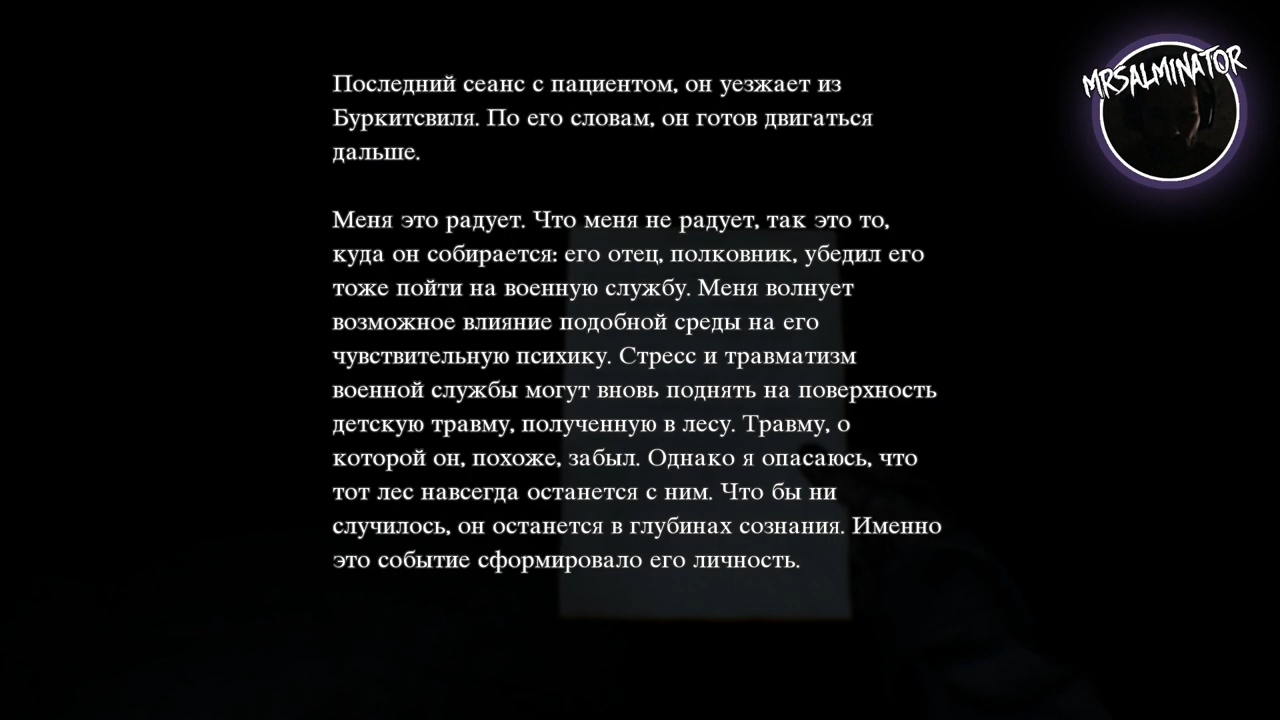 Последний сеанс с пациентом, он уезжает из
Буркитсвиля. По его словам, он готов двигаться
дальше.
Меня это радует. Что меня не радует, так это то,
куда он собирается: его отец, полковник, убедил его
тоже пойти на военную службу. Меня волнует
возможное влияние подобной среды на его
чувствительную психику. Стресс и травматизм
военной службы могут вновь поднять на поверхность
детскую травму, полученную в лесу. Травму, о
которой он, похоже, забыл. Однако я опасаюсь, что
тот лес навсегда останется с ним. Что бы ни
случилось, он останется в глубинах сознания. Именно
это событие сформировало его личность.
MRSALMINATOR